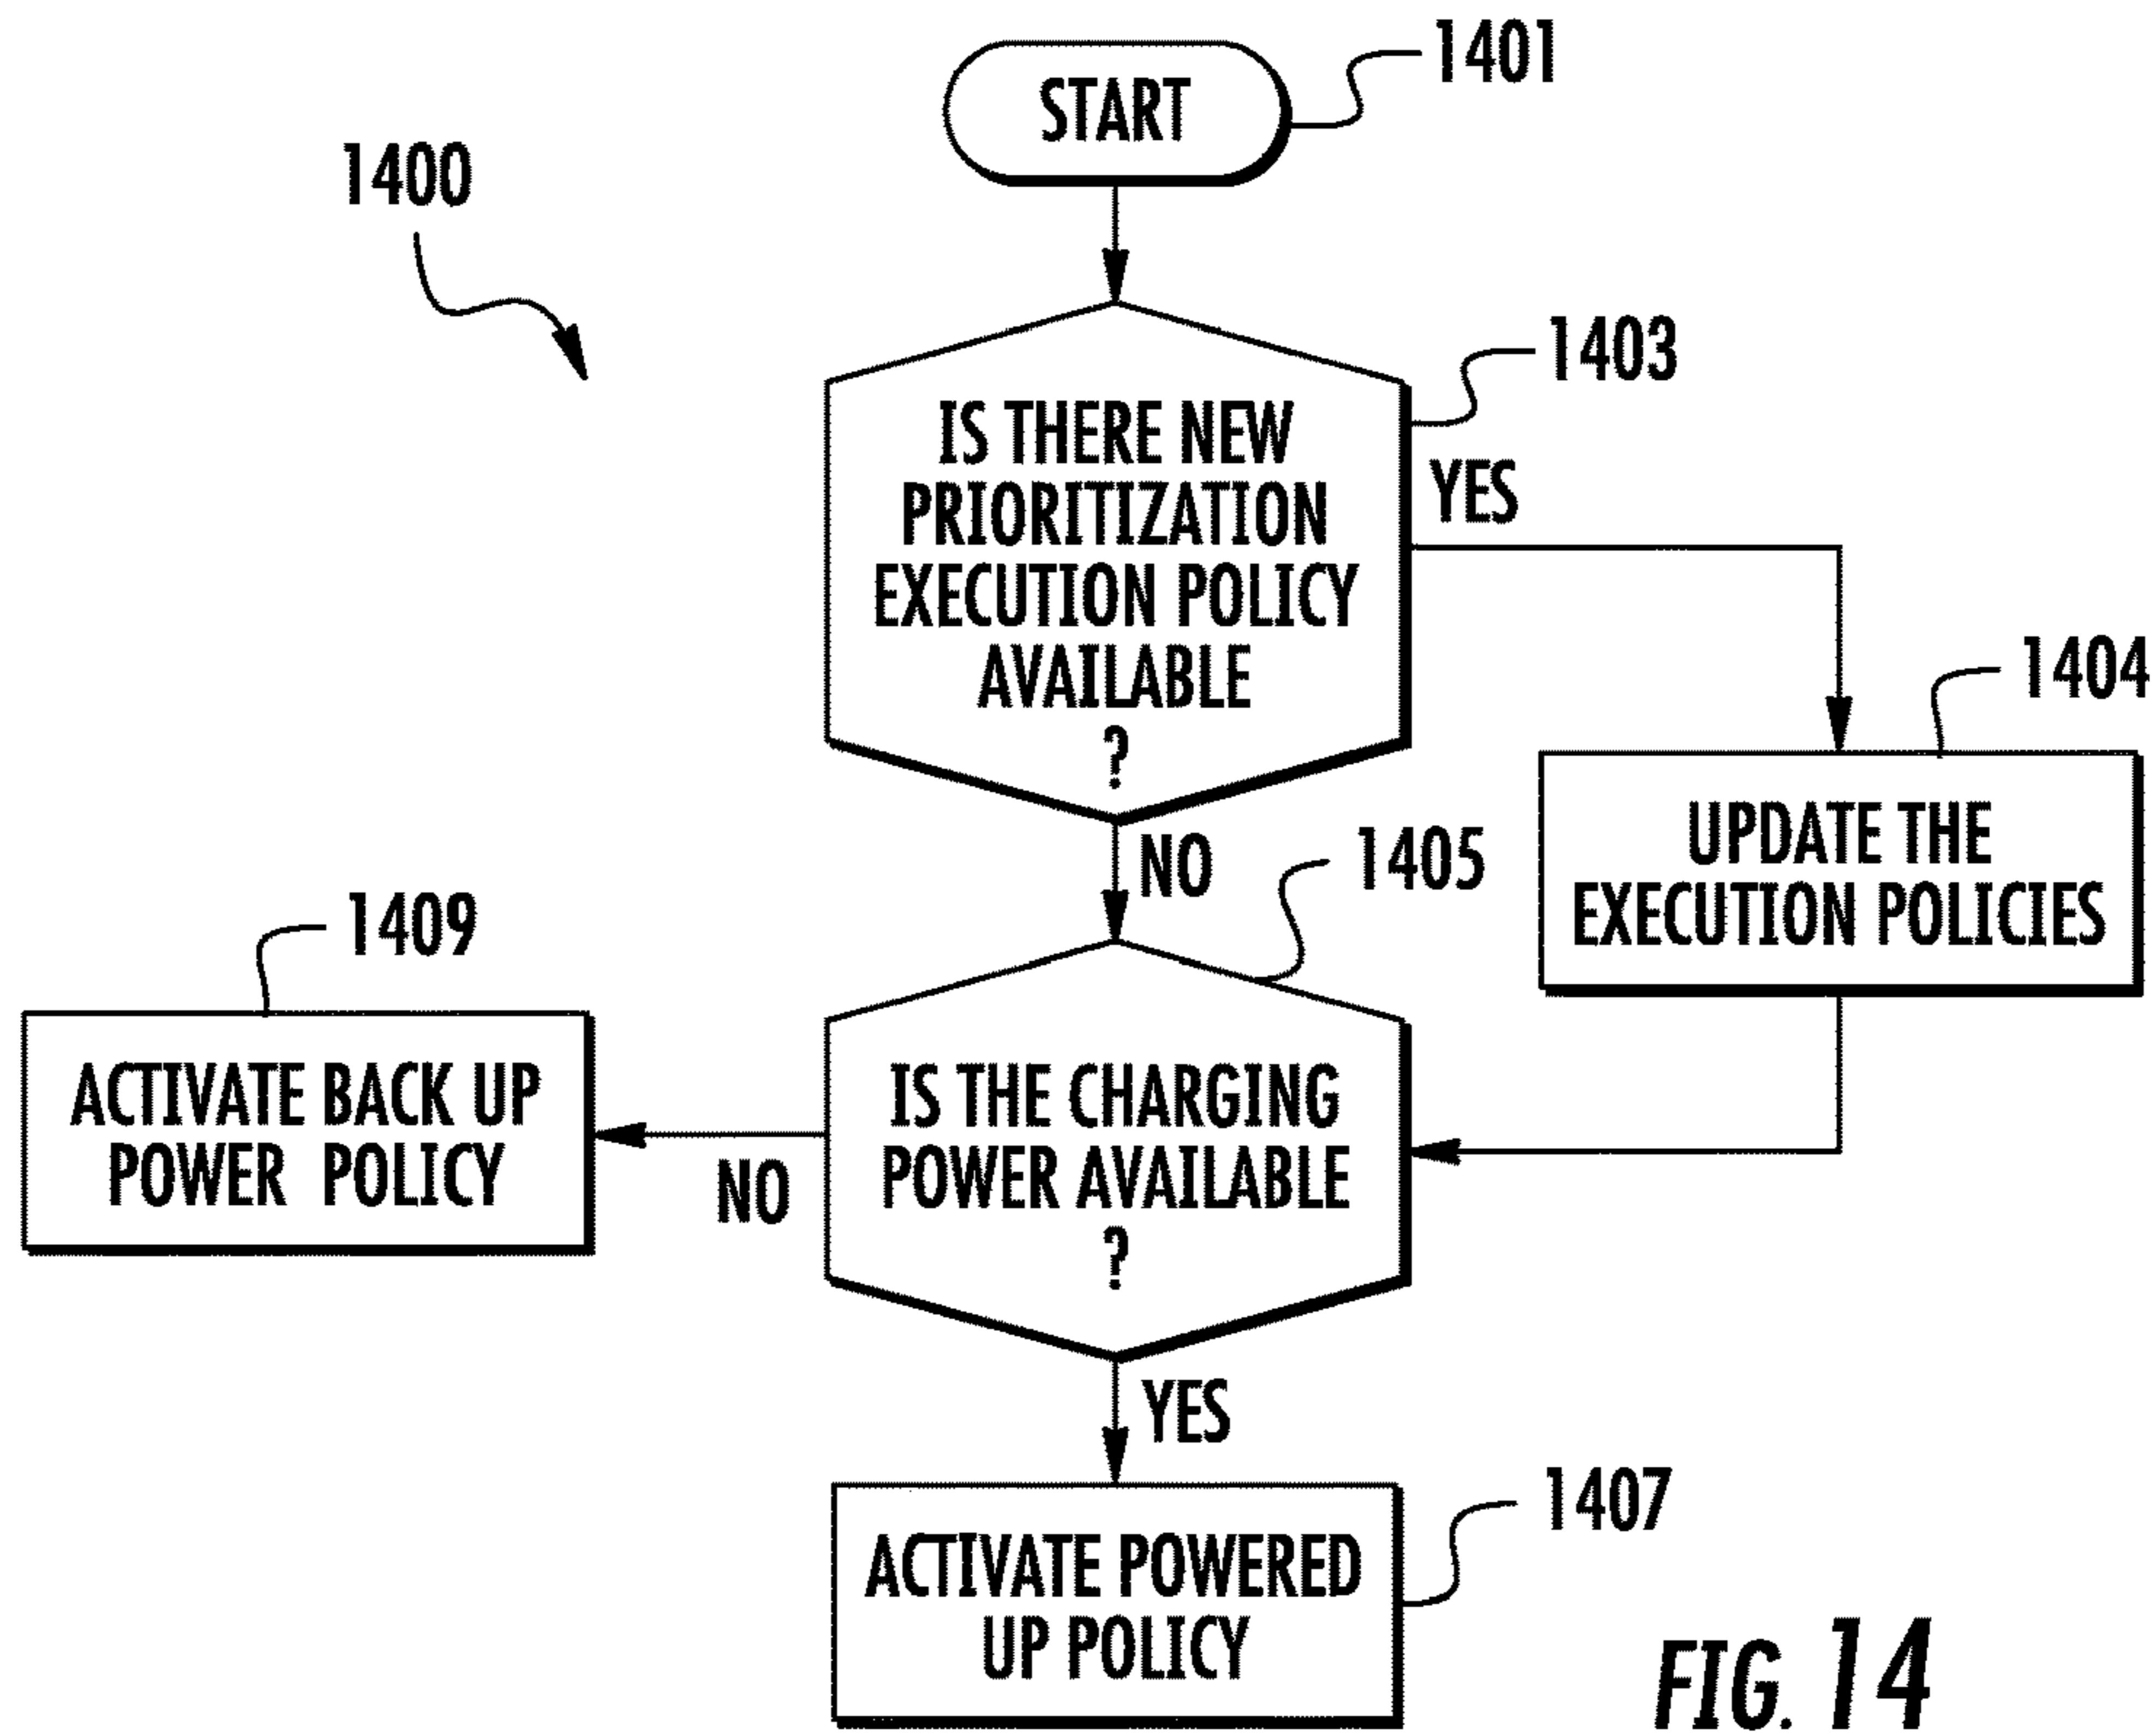 1401
START
1400
1403
IS THERE NEW
PRIORITIZATION
EXECUTION POLICY
AVAILABLE
?
YES
1404
UPDATE THE
EXECUTION POLICIES
NO
1405
1409
ACTIVATE BACK UP
POWER POLICY
IS THE CHARGING
POWER AVAILABLE
?
NO
YES
1407
ACTIVATE POWERED
UP POLICY
FIG. 14